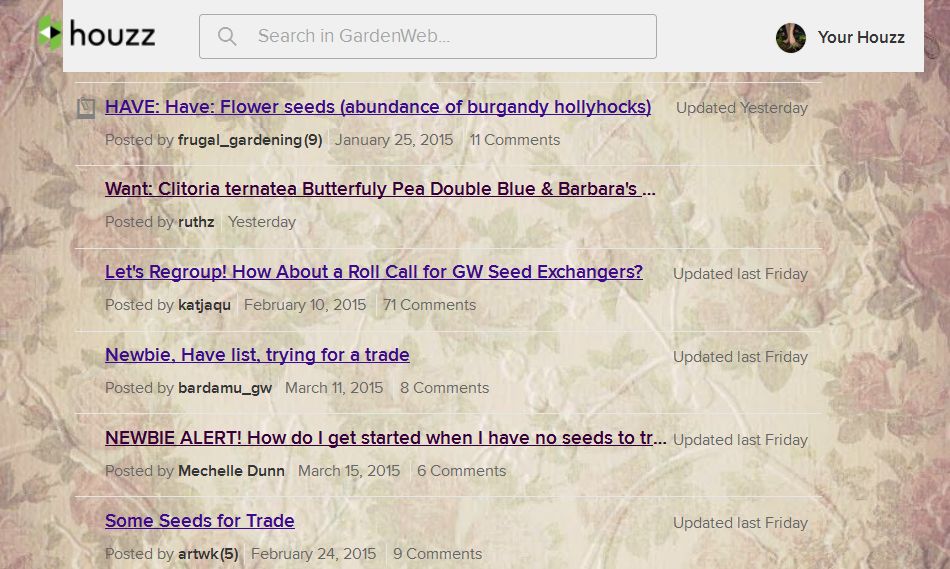 houzz
Search in GardenWeb...
Your Houzz
HAVE: Have: Flower seeds (abundance of burgandy hollyhocks)
Updated Yesterday
Posted by frugal_gardening(9) January 25, 2015 11 Comments
Want: Clitoria ternatea Butterfuly Pea Double Blue & Barbara's ...
Posted by ruthz Yesterday
Let's Regroup! How About a Roll Call for GW Seed Exchangers?
Updated last Friday
Posted by katjaqu February 10, 2015 71 Comments
Newbie, Have list, trying for a trade
Updated last Friday
Posted by bardamu_gw March 11, 2015 8 Comments
NEWBIE ALERT! How do I get started when I have no seeds to tr...
Updated last Friday
Posted by Mechelle Dunn March 15, 2015 6 Comments
Some Seeds for Trade
Updated last Friday
Posted by artwk(5) February 24, 2015 9 Comments